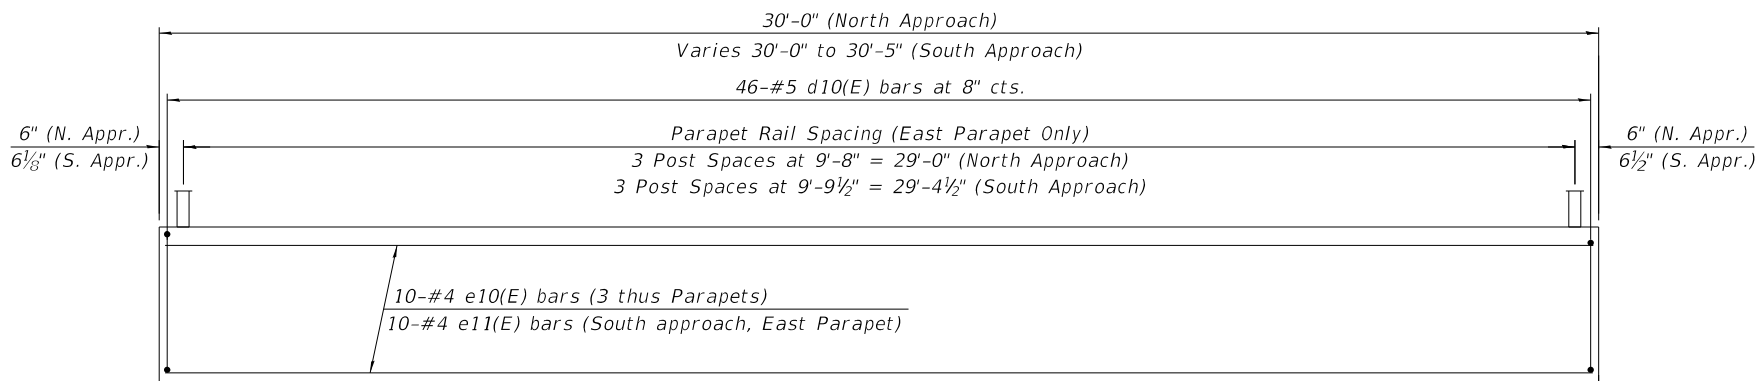 30'-0" (North Approach)
Varies 30'-0" to 30'-5" (South Approach)
46-#5 d10(E) bars at 8" cts.
6" (N. Appr.)
6⅛" (S. Appr.)
Parapet Rail Spacing (East Parapet Only)
3 Post Spaces at 9'-8" = 29'-0" (North Approach)
3 Post Spaces at 9'-9½" = 29'-4½" (South Approach)
6" (N. Appr.)
6½" (S. Appr.)
10-#4 e10(E) bars (3 thus Parapets)
10-#4 e11(E) bars (South approach, East Parapet)